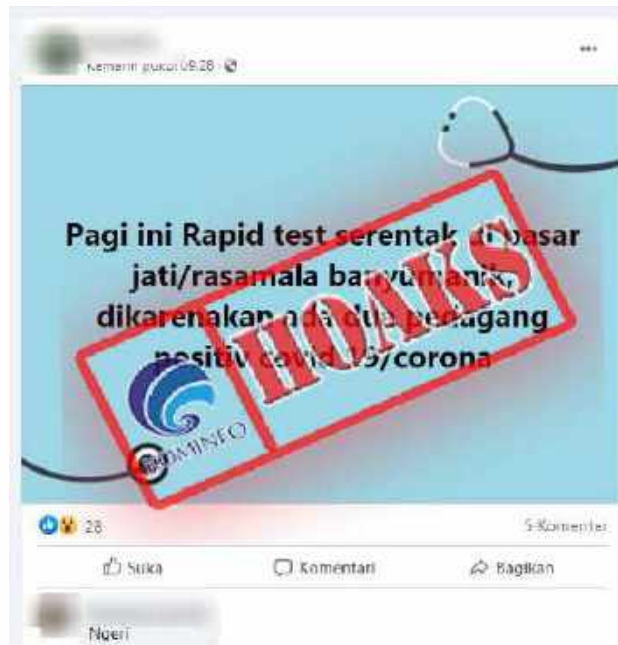 Kemarin pukul 09.28
Pagi ini Rapid test serentak di pasar
jati/rasamala banyumanik,
dikarenakan ada dua pedagang
positiv covid 19/corona
HOAKS
KOMINFO
28
5 Komentar
Suka
Komentari
Bagikan
Ngeri